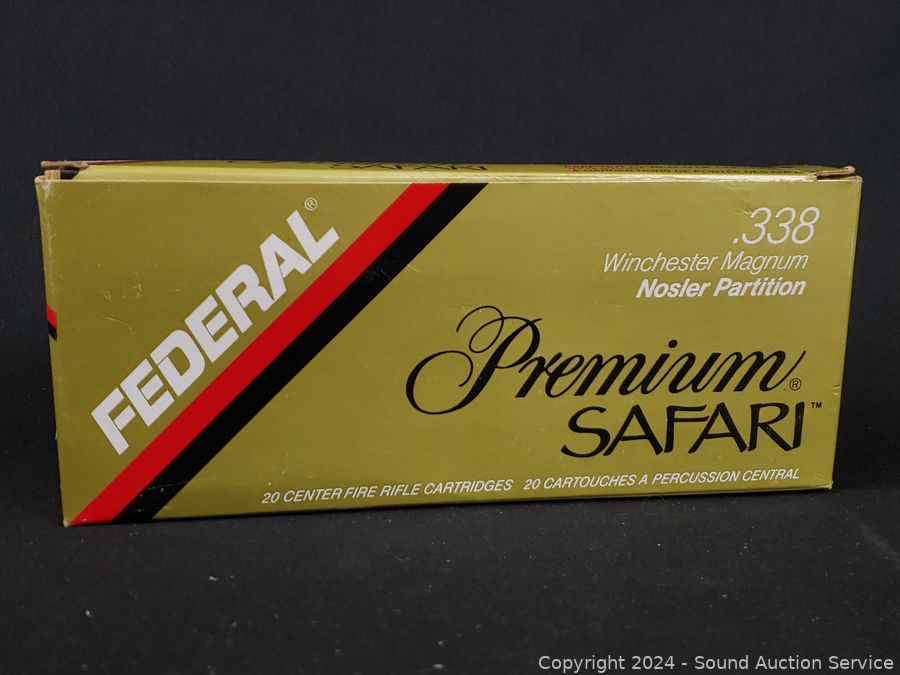 SAFARI
FEDERAL®
.338
Winchester Magnum
Nosler Partition
Premium®
SAFARI™
20 CENTER FIRE RIFLE CARTRIDGES 20 CARTOUCHES A PERCUSSION CENTRAL
Copyright 2024 - Sound Auction Service